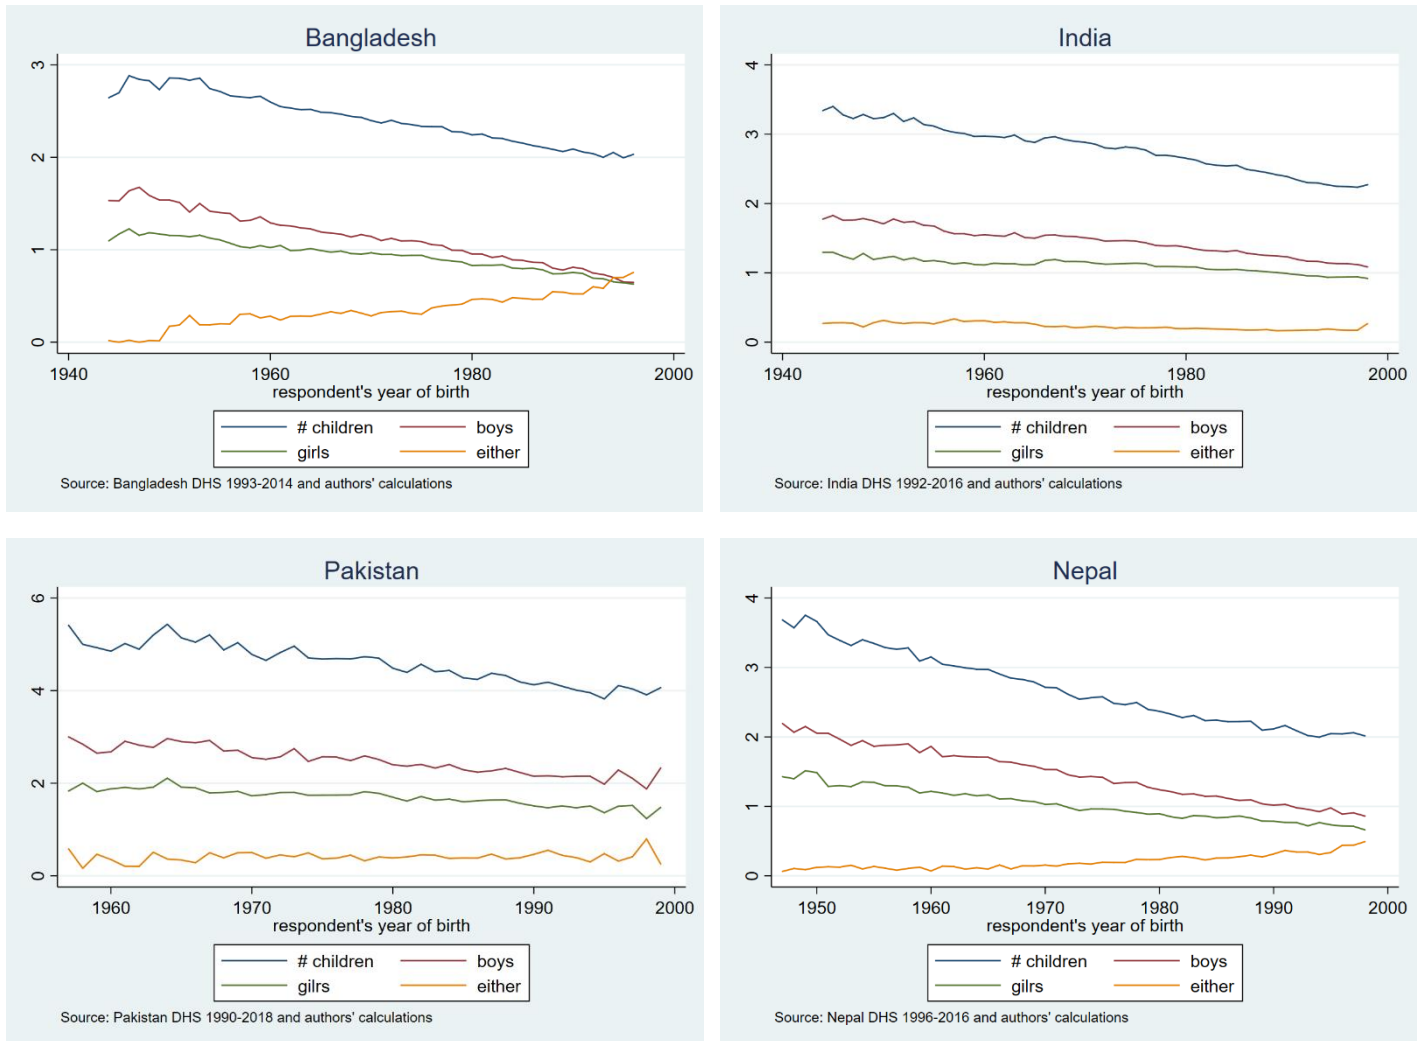 Bangladesh
3
2
1
0
1940 1960 1980 2000
respondent's year of birth
# children boys
girls either
Source: Bangladesh DHS 1993-2014 and authors' calculations
India
4
3
2
1
0
1940 1960 1980 2000
respondent's year of birth
# children boys
gilrs either
Source: India DHS 1992-2016 and authors' calculations
Pakistan
6
4
2
0
1960 1970 1980 1990 2000
respondent's year of birth
# children boys
gilrs either
Source: Pakistan DHS 1990-2018 and authors' calculations
Nepal
4
3
2
1
0
1950 1960 1970 1980 1990 2000
respondent's year of birth
# children boys
girls either
Source: Nepal DHS 1996-2016 and authors' calculations